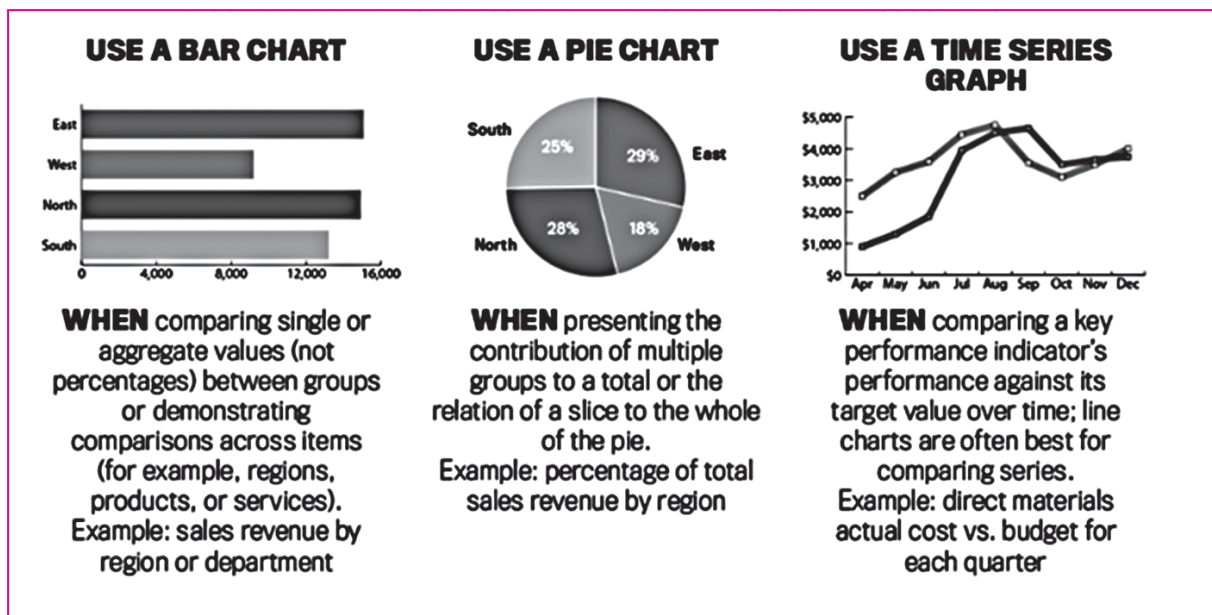 USE A BAR CHART
East
West
North
South
0 4,000 8,000 12,000 16,000
WHEN comparing single or
aggregate values (not
percentages) between groups
or demonstrating
comparisons across items
(for example, regions,
products, or services).
Example: sales revenue by
region or department
USE A PIE CHART
South
25%
29%
East
North
28%
18%
West
WHEN presenting the
contribution of multiple
groups to a total or the
relation of a slice to the whole
of the pie.
Example: percentage of total
sales revenue by region
USE A TIME SERIES
GRAPH
$5,000
$4,000
$3,000
$2,000
$1,000
$0
Apr May Jun Jul Aug Sep Oct Nov Dec
WHEN comparing a key
performance indicator's
performance against its
target value over time; line
charts are often best for
comparing series.
Example: direct materials
actual cost vs. budget for
each quarter